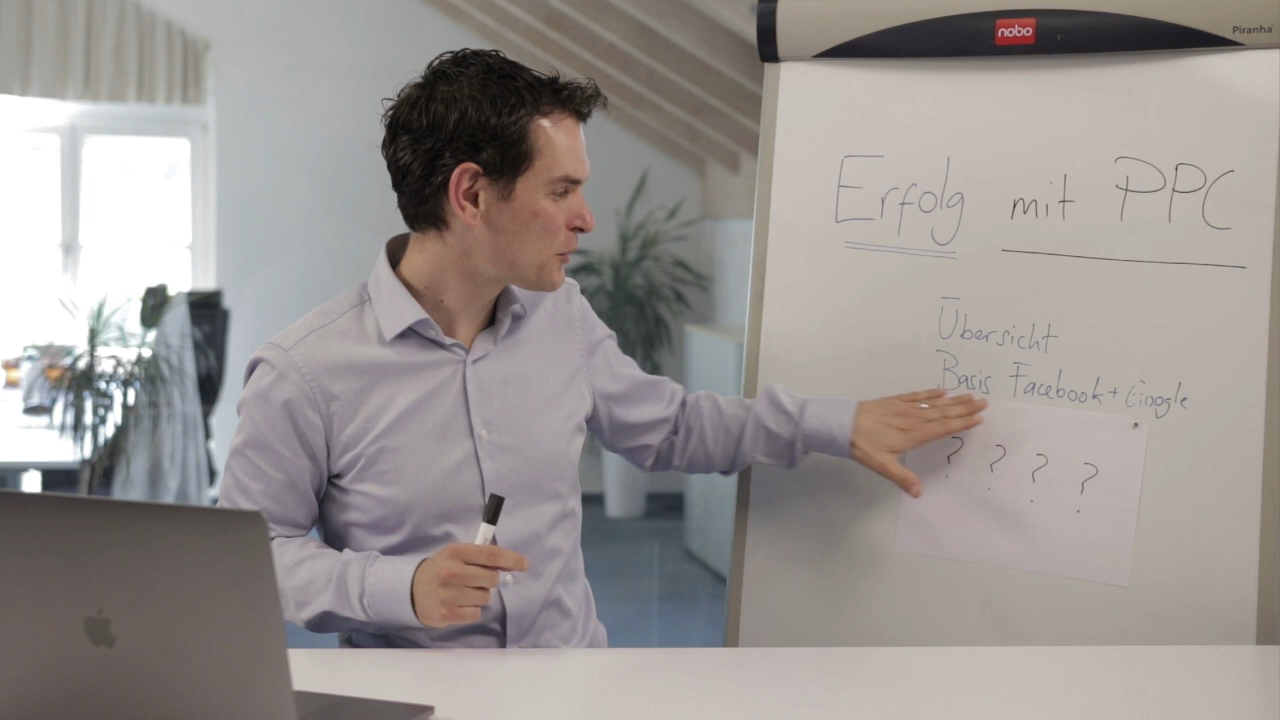 nobo
Piranha
Erfolg mit PPC
Übersicht
Basis Facebook + Google
? ? ? ?